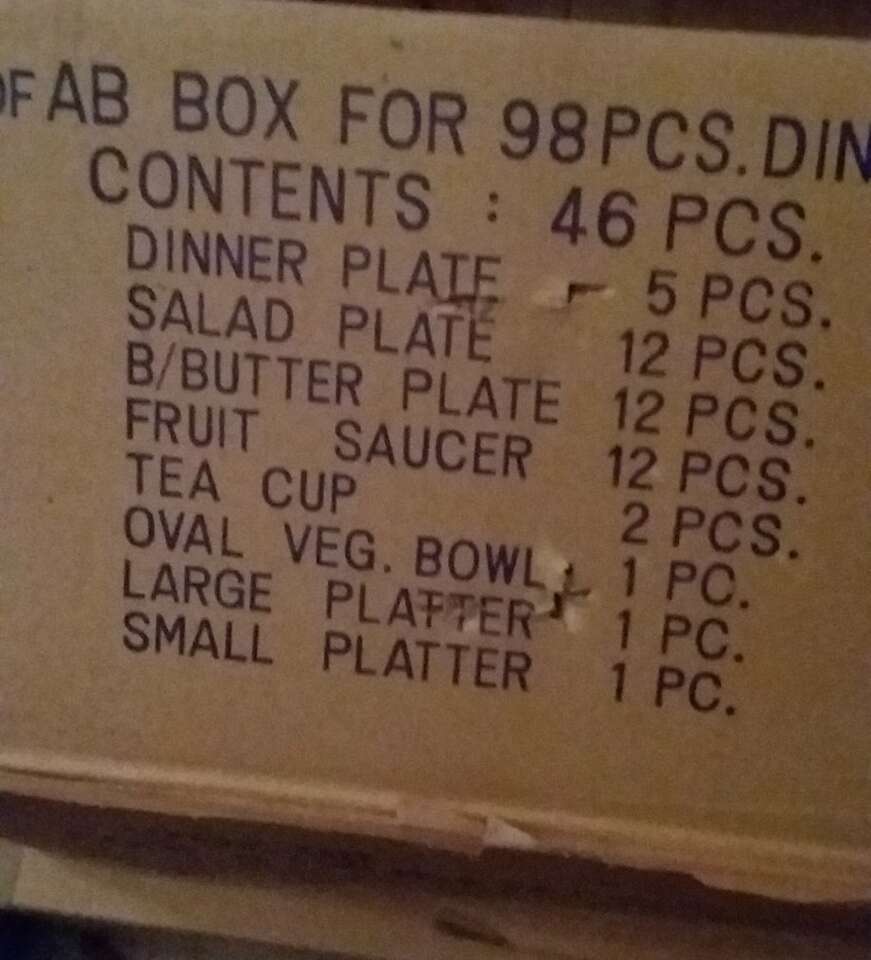 OF AB BOX FOR 98PCS. DIN
CONTENTS : 46 PCS.
DINNER PLATE 5 PCS.
SALAD PLATE 12 PCS.
B/BUTTER PLATE 12 PCS.
FRUIT SAUCER 12 PCS.
TEA CUP 2 PCS.
OVAL VEG. BOWL 1 PC.
LARGE PLATTER 1 PC.
SMALL PLATTER 1 PC.